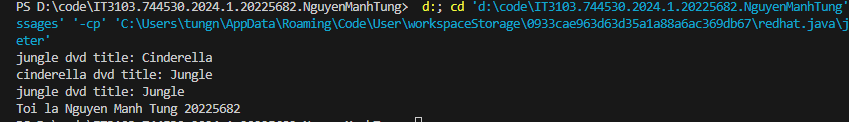 PS D:\code\IT3103.744530.2024.1.20225682.NguyenManhTung> d:; cd 'd:\code\IT3103.744530.2024.1.20225682.NguyenManhTung'
ssages' '-cp' 'C:\Users\tungn\AppData\Roaming\Code\User\workspaceStorage\0933cae963d63d35a1a88a6ac369db67\redhat.java\j
eter'
jungle dvd title: Cinderella
cinderella dvd title: Jungle
jungle dvd title: Jungle
Toi la Nguyen Manh Tung 20225682